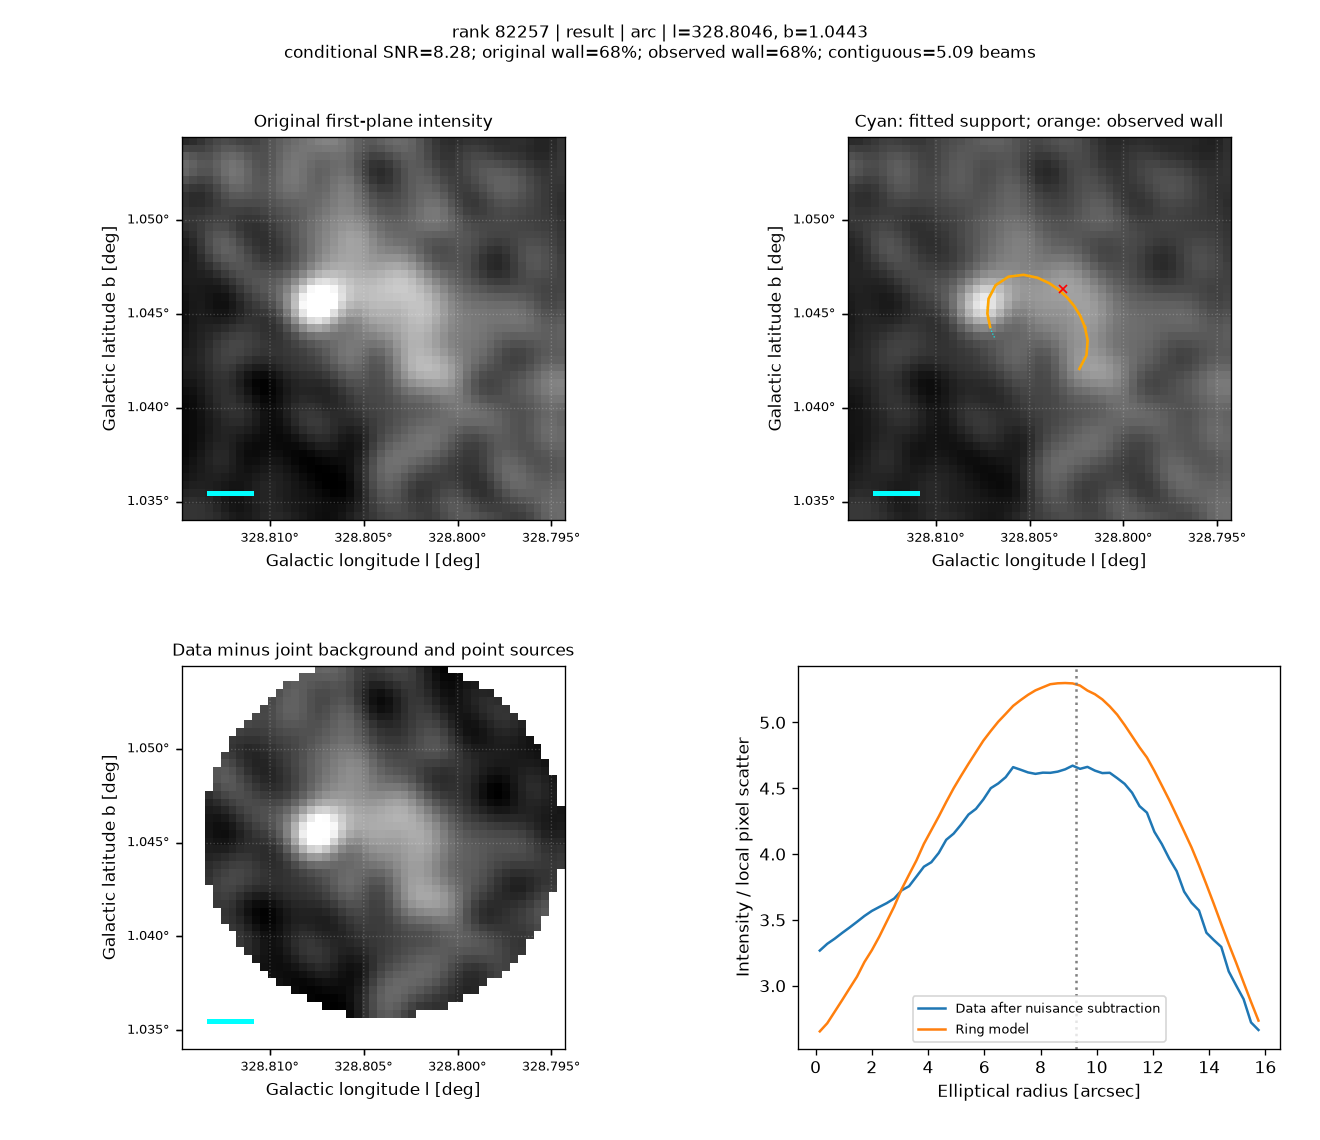 rank 82257 | result | arc | l=328.8046, b=1.0443
conditional SNR=8.28; original wall=68%; observed wall=68%; contiguous=5.09 beams
Original first-plane intensity
Cyan: fitted support; orange: observed wall
1.050°
1.045°
1.040°
1.035°
Galactic latitude b [deg]
328.810°
328.805°
328.800°
328.795°
Galactic longitude l [deg]
1.050°
1.045°
1.040°
1.035°
Galactic latitude b [deg]
328.810°
328.805°
328.800°
328.795°
Galactic longitude l [deg]
Data minus joint background and point sources
1.050°
1.045°
1.040°
1.035°
Galactic latitude b [deg]
328.810°
328.805°
328.800°
328.795°
Galactic longitude l [deg]
5.0
4.5
4.0
3.5
3.0
Intensity / local pixel scatter
Data after nuisance subtraction
Ring model
0
2
4
6
8
10
12
14
16
Elliptical radius [arcsec]